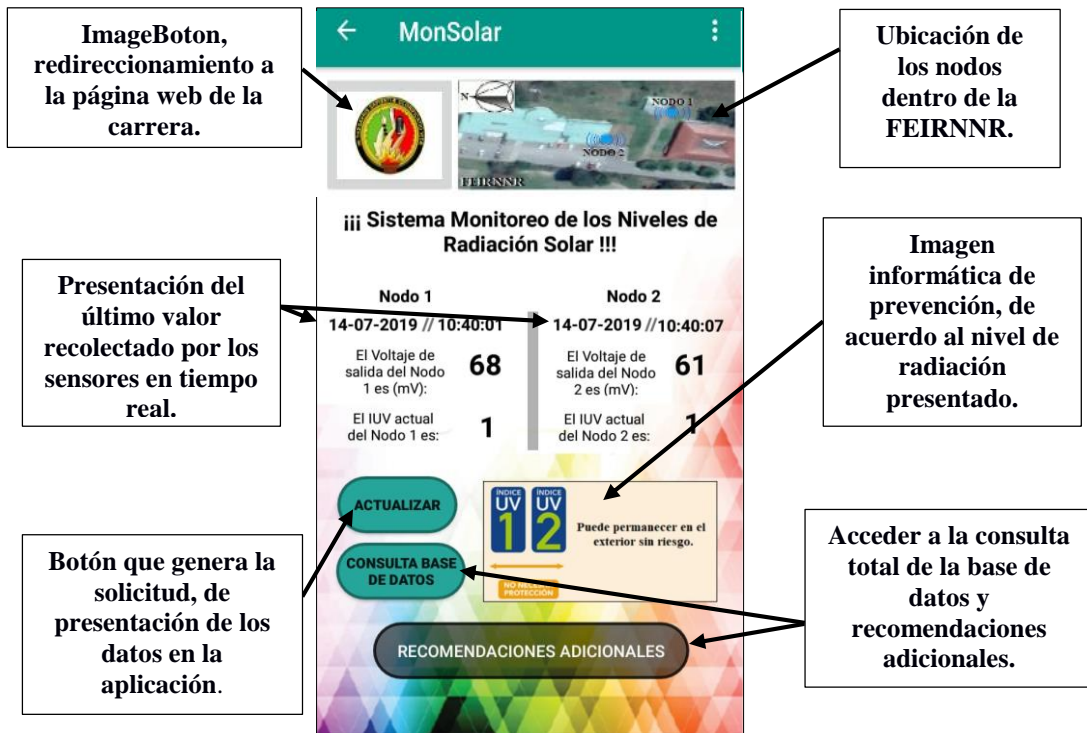 ImageBoton,
redireccionamiento a
la página web de la
carrera.
Presentación del
último valor
recolectado por los
sensores en tiempo
real.
Botón que genera la
solicitud, de
presentación de los
datos en la
aplicación.
MonSolar
N
NODO 1
NODO 2
FEIRNNR
¡¡¡ Sistema Monitoreo de los Niveles de
Radiación Solar !!!
Nodo 1
14-07-2019 // 10:40:01
El Voltaje de
salida del Nodo
1 es (mV):
68
El IUV actual
del Nodo 1 es:
1
Nodo 2
14-07-2019 //10:40:07
El Voltaje de
salida del Nodo
2 es (mV):
61
El IUV actual
del Nodo 2 es:
1
ACTUALIZAR
CONSULTA BASE
DE DATOS
ÍNDICE
UV
1
ÍNDICE
UV
2
Puede permanecer en el
exterior sin riesgo.
PROTECCIÓN
RECOMENDACIONES ADICIONALES
Ubicación de
los nodos
dentro de la
FEIRNNR.
Imagen
informática de
prevención, de
acuerdo al nivel de
radiación
presentado.
Acceder a la consulta
total de la base de
datos y
recomendaciones
adicionales.